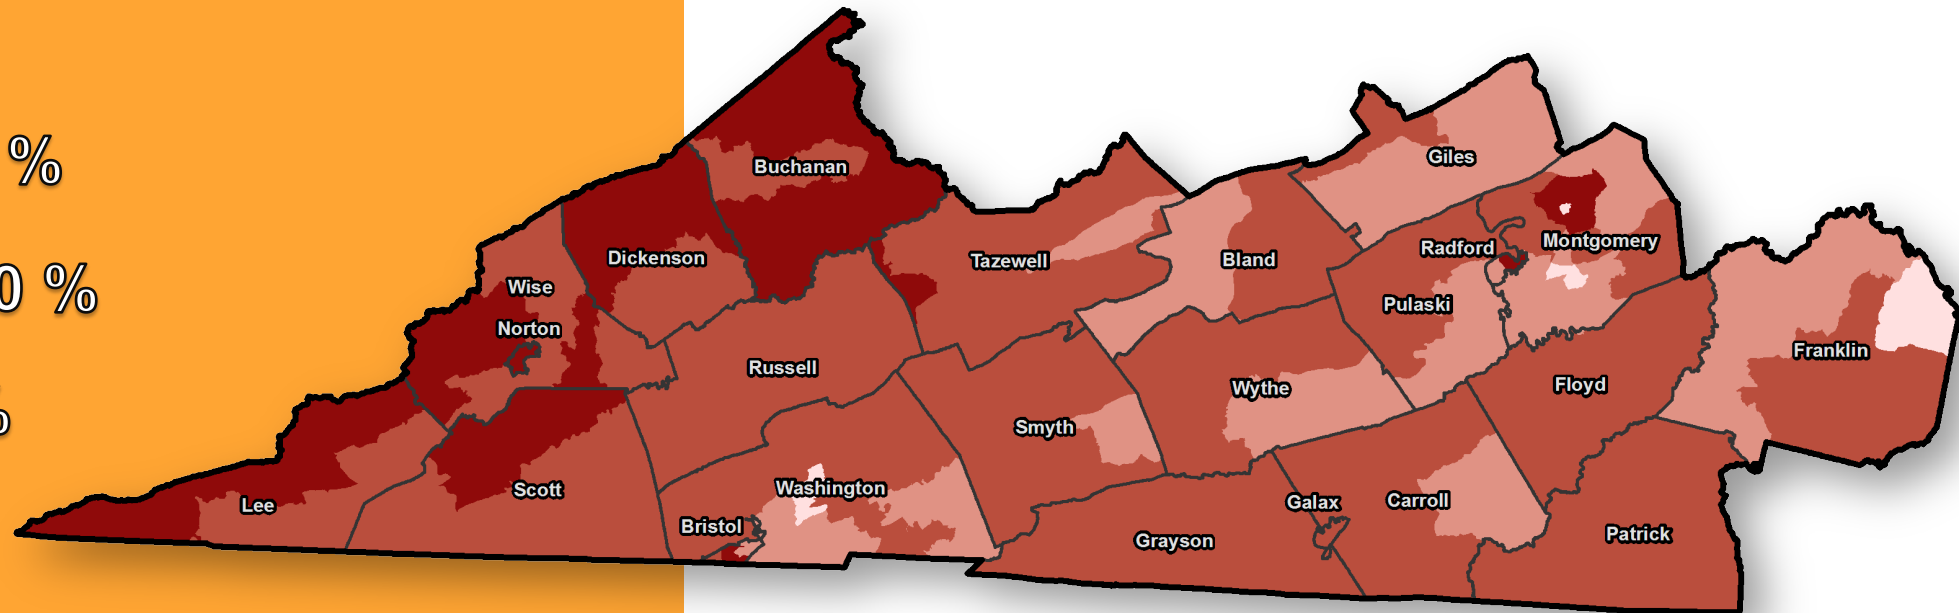 %
0 %
%
Buchanan
Giles
Dickenson
Tazewell
Bland
Radford
Montgomery
Wise
Norton
Pulaski
Russell
Wythe
Floyd
Franklin
Smyth
Lee
Scott
Washington
Bristol
Galax
Carroll
Grayson
Patrick